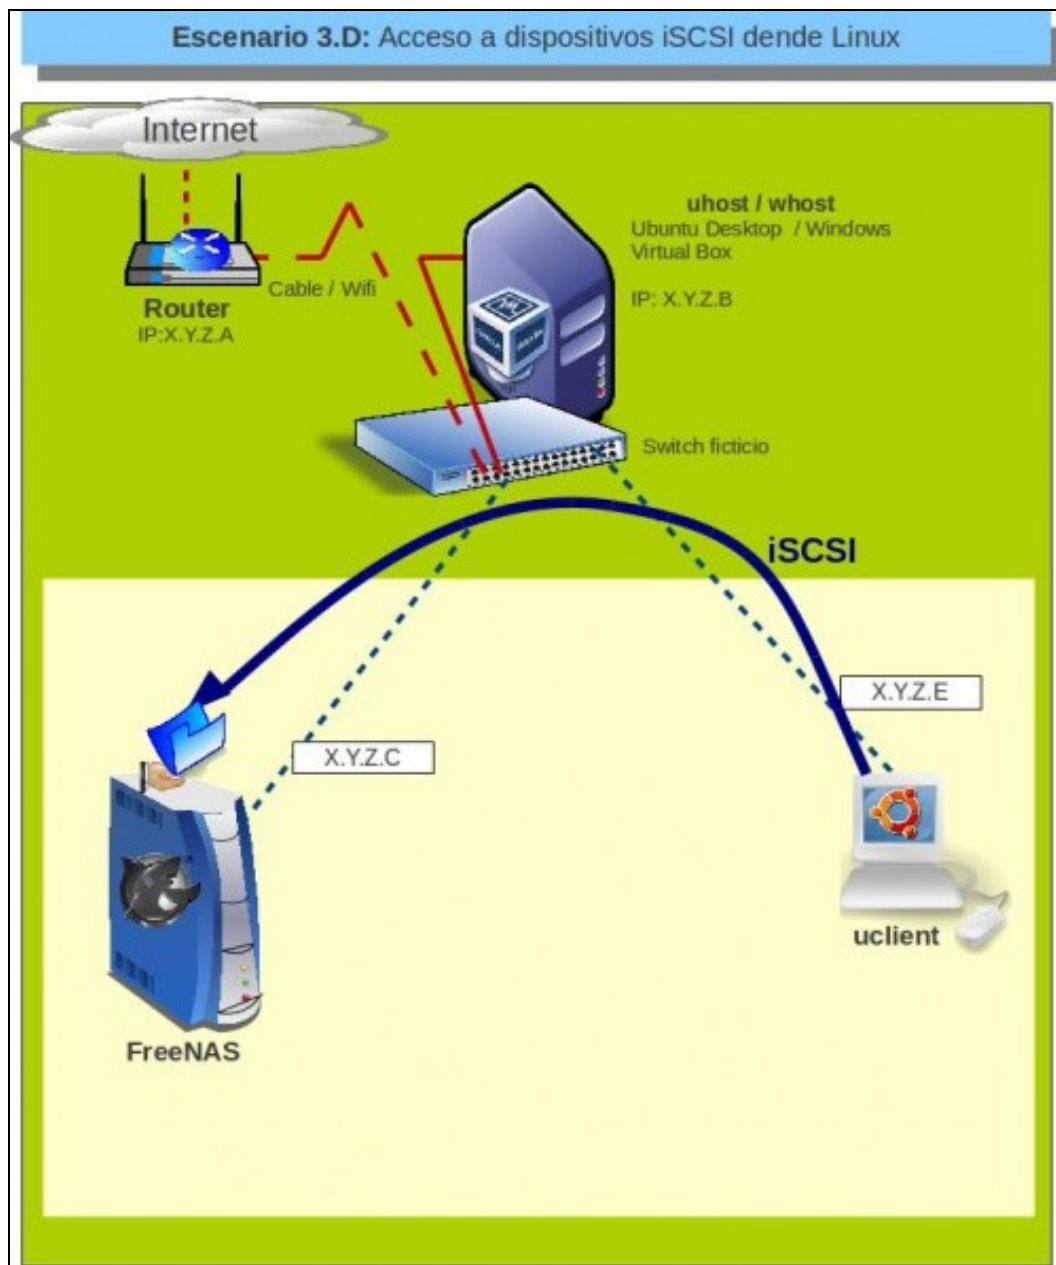 Escenario 3.D: Acceso a dispositivos iSCSI dende Linux
Internet
uhost / whost
Ubuntu Desktop / Windows
Virtual Box
IP: X.Y.Z.B
Cable / Wifi
Router
IP:X.Y.Z.A
Switch ficticio
iSCSI
X.Y.Z.E
X.Y.Z.C
uclient
FreeNAS